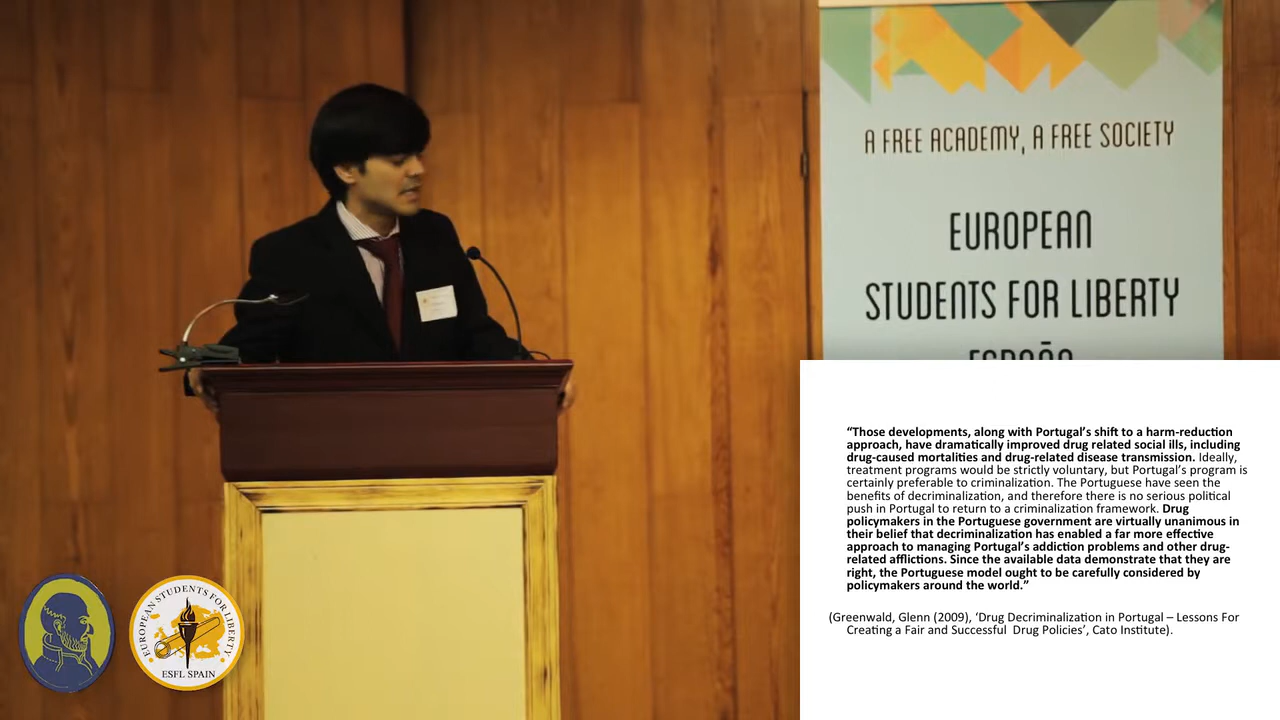 A FREE ACADEMY, A FREE SOCIETY
EUROPEAN
STUDENTS FOR LIBERTY
ESPAÑA
“Those developments, along with Portugal’s shift to a harm-reduction
approach, have dramatically improved drug related social ills, including
drug-caused mortalities and drug-related disease transmission. Ideally,
treatment programs would be strictly voluntary, but Portugal’s program is
certainly preferable to criminalization. The Portuguese have seen the
benefits of decriminalization, and therefore there is no serious political
push in Portugal to return to a criminalization framework. Drug
policymakers in the Portuguese government are virtually unanimous in
their belief that decriminalization has enabled a far more effective
approach to managing Portugal’s addiction problems and other drug-
related afflictions. Since the available data demonstrate that they are
right, the Portuguese model ought to be carefully considered by
policymakers around the world.”
(Greenwald, Glenn (2009), ‘Drug Decriminalization in Portugal – Lessons For
Creating a Fair and Successful  Drug Policies’, Cato Institute).
EUROPEAN STUDENTS FOR LIBERTY
ESFL SPAIN